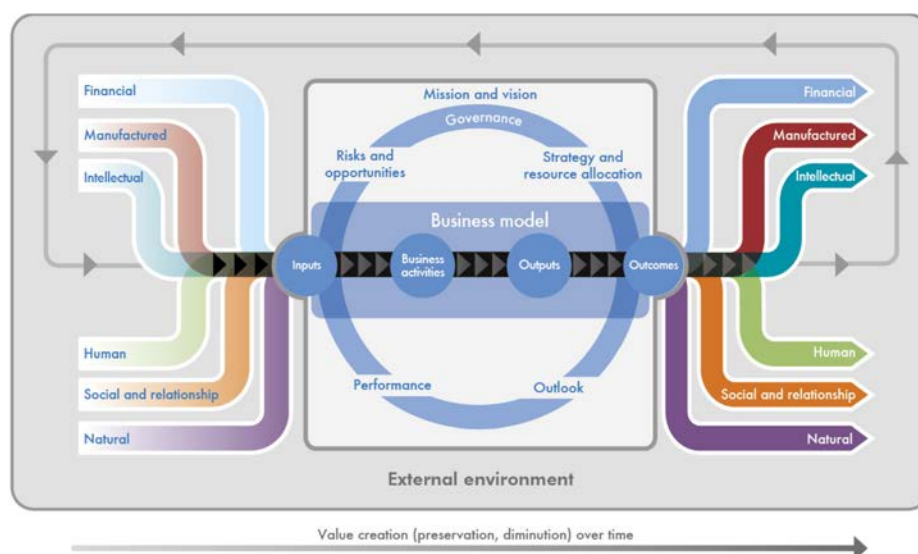 Financial
Manufactured
Intellectual
Human
Social and relationship
Natural
Mission and vision
Governance
Risks and
opportunities
Strategy and
resource allocation
Business model
Inputs
Business
activities
Outputs
Outcomes
Performance
Outlook
Financial
Manufactured
Intellectual
Human
Social and relationship
Natural
External environment
Value creation (preservation, diminution) over time